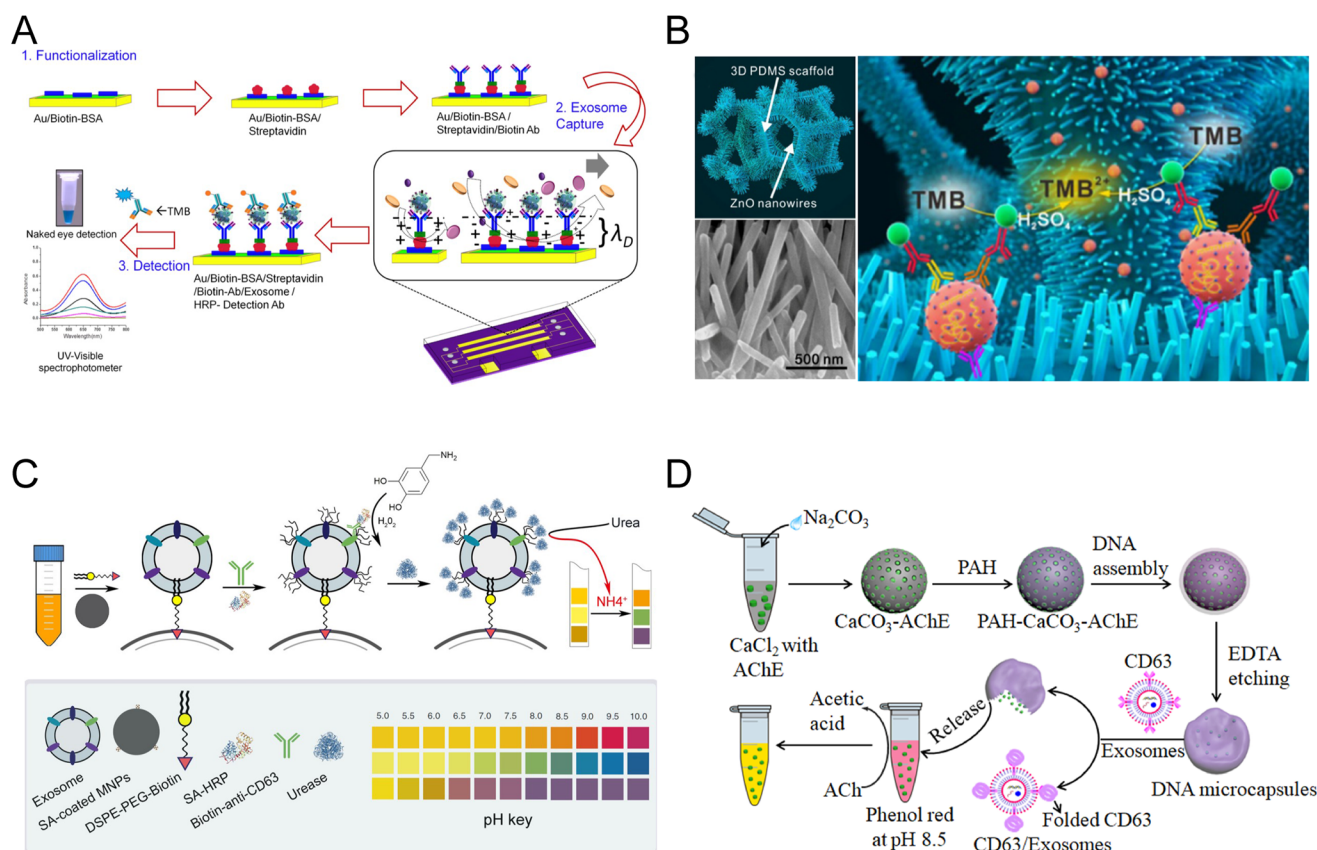 A
1. Functionalization
Au/Biotin-BSA
Au/Biotin-BSA/
Streptavidin
Au/Biotin-BSA /
Streptavidin/Biotin Ab
2. Exosome
Capture
λD
←TMB
Naked eye detection
3. Detection
Au/Biotin-BSA/Streptavidin
/Biotin-Ab/Exosome /
HRP- Detection Ab
Absorbance
Wavelength(nm)
UV-Visible
spectrophotometer
B
3D PDMS scaffold
ZnO nanowires
500 nm
TMB
TMB
TMB2+
H2SO4
H2SO4
C
NH2
HO
OH
H2O2
Urea
NH4+
Exosome
SA-coated MNPs
DSPE-PEG-Biotin
SA-HRP
Biotin-anti-CD63
Urease
5.0 5.5 6.0 6.5 7.0 7.5 8.0 8.5 9.0 9.5 10.0
pH key
D
Na2CO3
CaCl2 with
AChE
CaCO3-AChE
PAH
PAH-CaCO3-AChE
DNA
assembly
EDTA
etching
CD63
Exosomes
DNA microcapsules
Release
Acetic
acid
ACh
Phenol red
at pH 8.5
Folded CD63
CD63/Exosomes